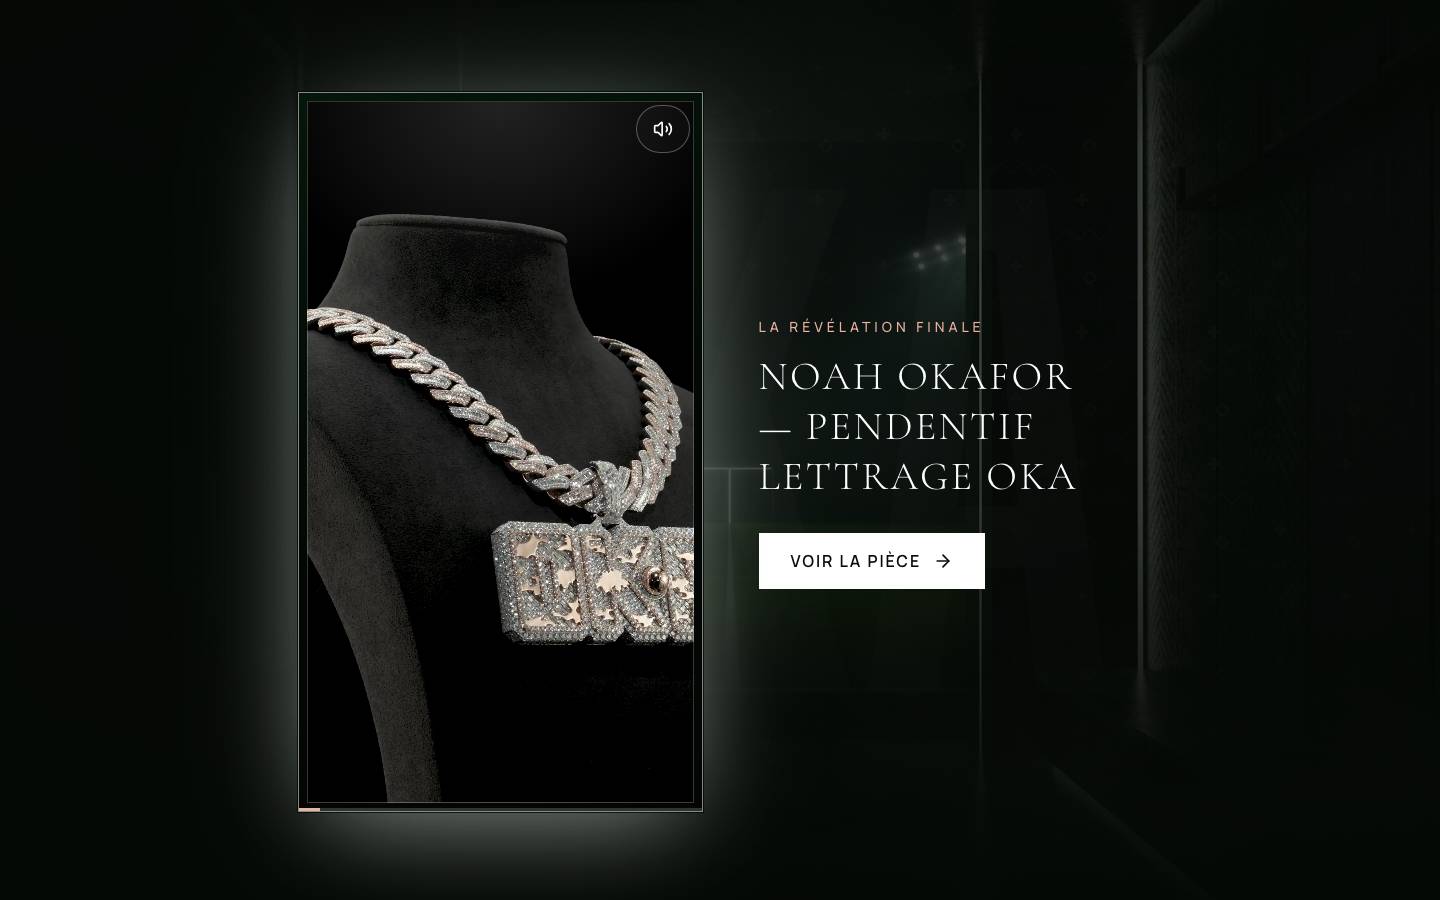 LA RÉVÉLATION FINALE
NOAH OKAFOR
— PENDENTIF
LETTRAGE OKA
VOIR LA PIÈCE